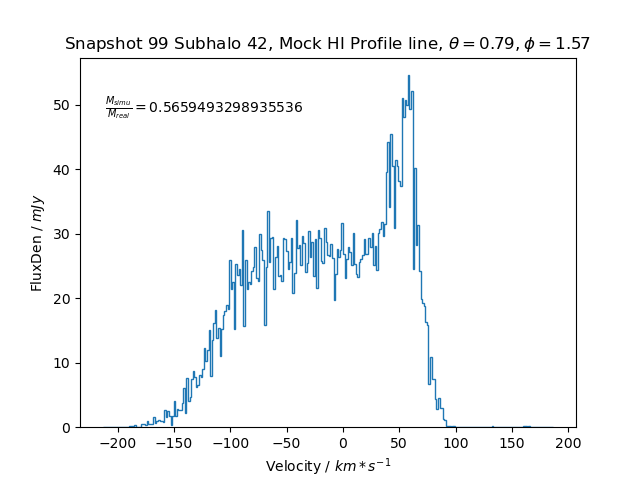 Snapshot 99 Subhalo 42, Mock HI Profile line, θ = 0.79, ϕ = 1.57
M_simu/M_real = 0.5659493298935536
FluxDen / mJy
50
40
30
20
10
0
−200 −150 −100 −50 0 50 100 150 200
Velocity / km * s⁻¹